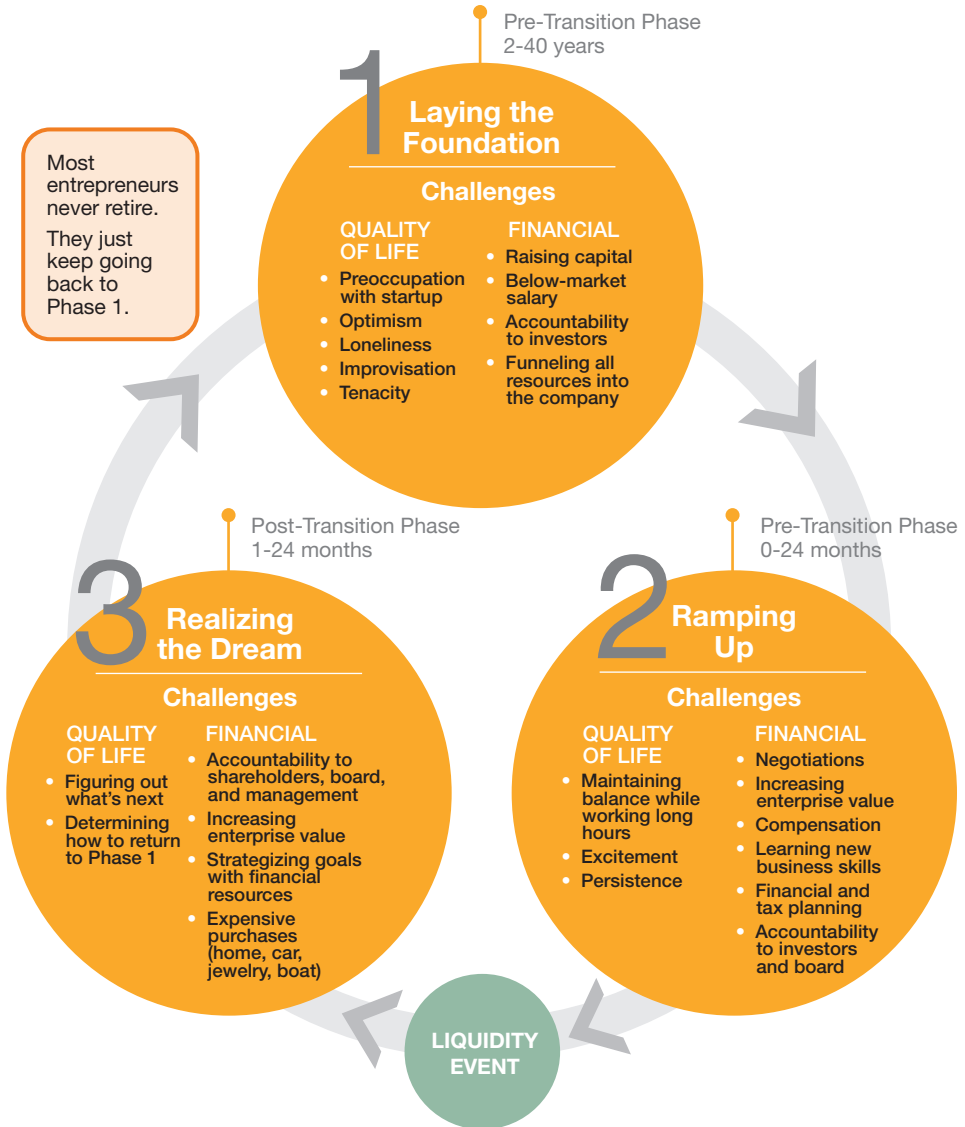 Pre-Transition Phase
2-40 years
1
Laying the
Foundation
Challenges
QUALITY
OF LIFE
• Preoccupation
with startup
• Optimism
• Loneliness
• Improvisation
• Tenacity
FINANCIAL
• Raising capital
• Below-market
salary
• Accountability
to investors
• Funneling all
resources into
the company
Most
entrepreneurs
never retire.
They just
keep going
back to
Phase 1.
Pre-Transition Phase
0-24 months
2
Ramping
Up
Challenges
QUALITY
OF LIFE
• Maintaining
balance while
working long
hours
• Excitement
• Persistence
FINANCIAL
• Negotiations
• Increasing
enterprise value
• Compensation
• Learning new
business skills
• Financial and
tax planning
• Accountability
to investors
and board
LIQUIDITY
EVENT
Post-Transition Phase
1-24 months
3
Realizing
the Dream
Challenges
QUALITY
OF LIFE
• Figuring out
what's next
• Determining
how to return
to Phase 1
FINANCIAL
• Accountability to
shareholders, board,
and management
• Increasing
enterprise value
• Strategizing goals
with financial
resources
• Expensive
purchases
(home, car,
jewelry, boat)